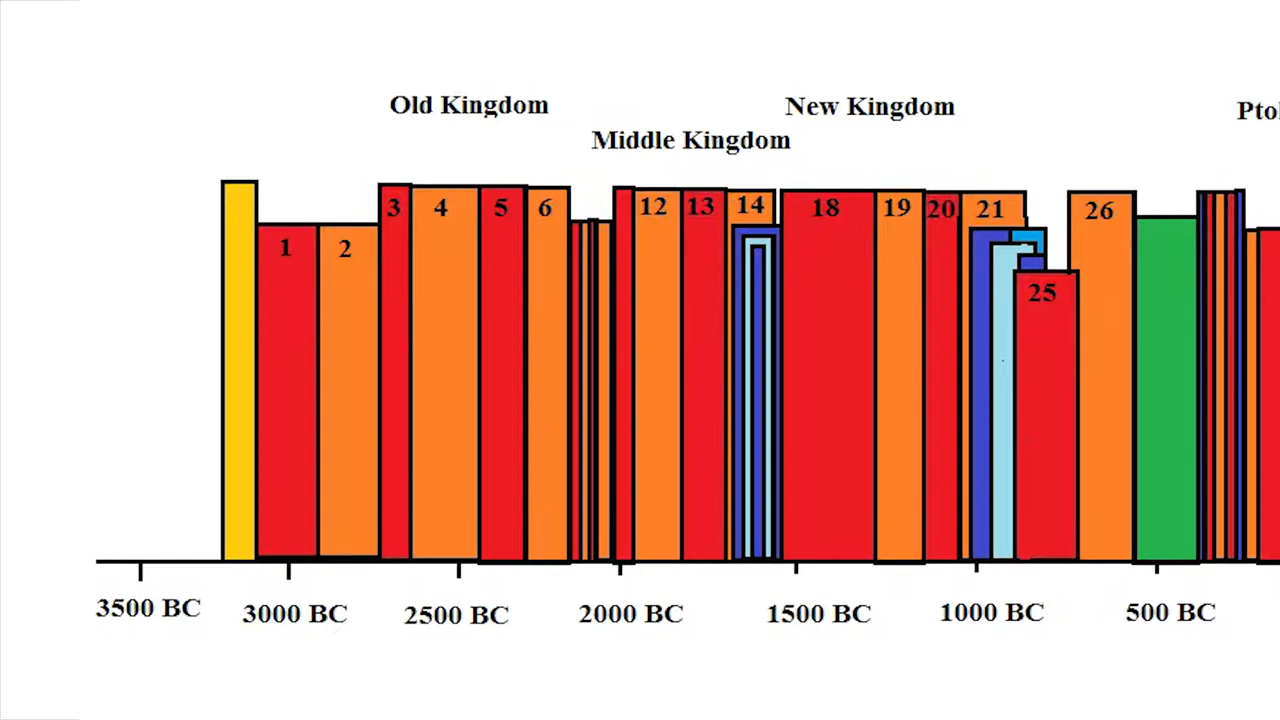 Old Kingdom
New Kingdom
Ptol
Middle Kingdom
3 4 5 6 12 13 14 18 19 20 21 26
1 2 25
3500 BC 3000 BC 2500 BC 2000 BC 1500 BC 1000 BC 500 BC